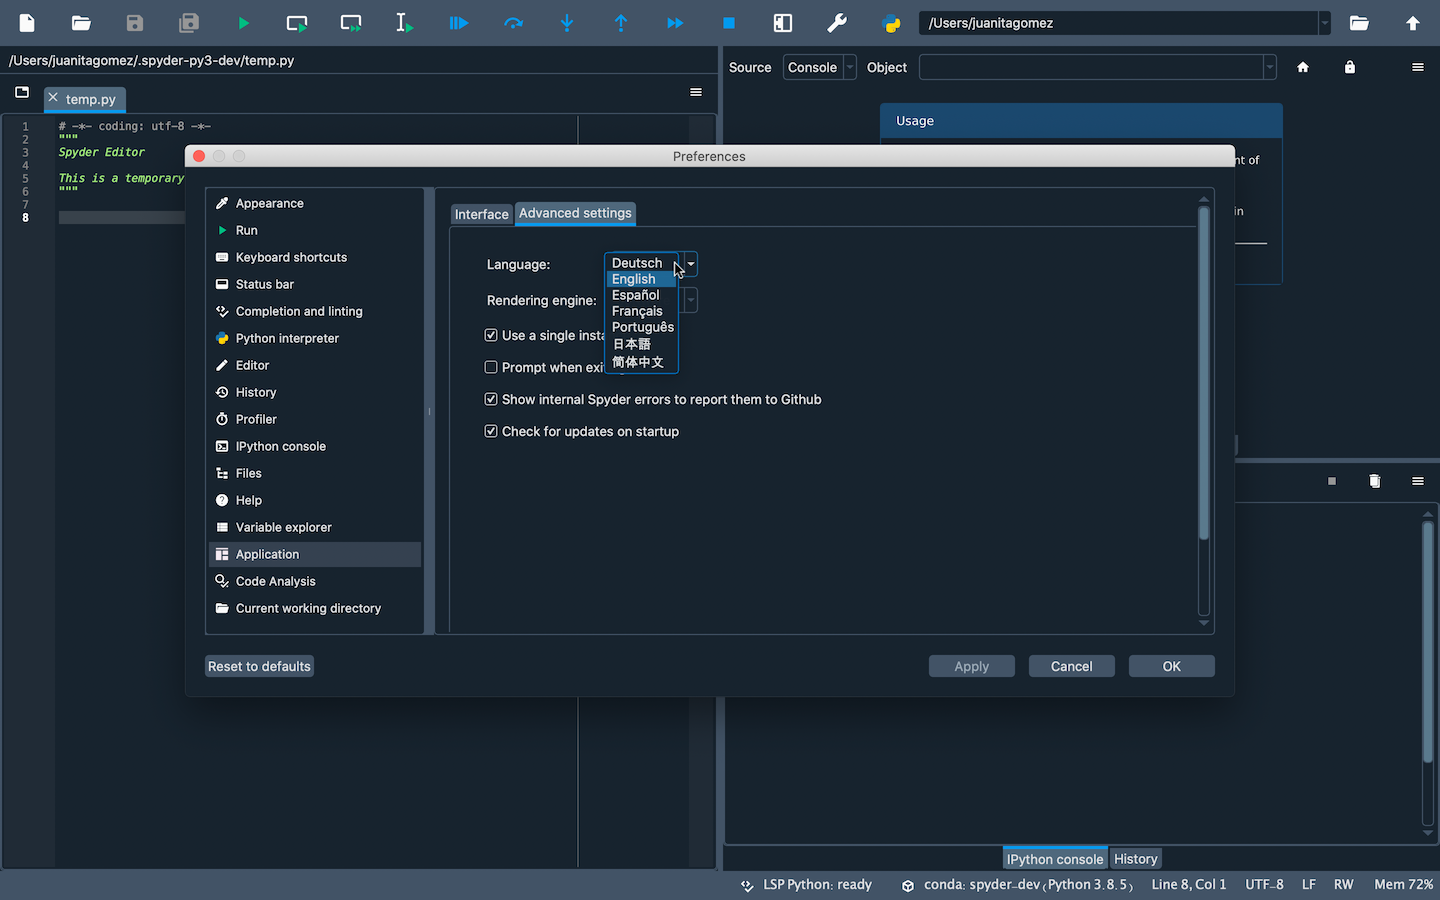 /Users/juanitagomez
/Users/juanitagomez/.spyder-py3-dev/temp.py
Source Console Object
temp.py
Usage
1 # -*- coding: utf-8 -*-
2 """
3 Spyder Editor
4
5 This is a temporary
6 """
7
8
Preferences
nt of
in
Appearance
Run
Keyboard shortcuts
Status bar
Completion and linting
Python interpreter
Editor
History
Profiler
IPython console
Files
Help
Variable explorer
Application
Code Analysis
Current working directory
Interface Advanced settings
Language:
Deutsch
English
Español
Français
Português
日本語
简体中文
Rendering engine:
Use a single insta
Prompt when exi
Show internal Spyder errors to report them to Github
Check for updates on startup
Reset to defaults Apply Cancel OK
IPython console History
LSP Python: ready conda: spyder-dev (Python 3.8.5) Line 8, Col 1 UTF-8 LF RW Mem 72%